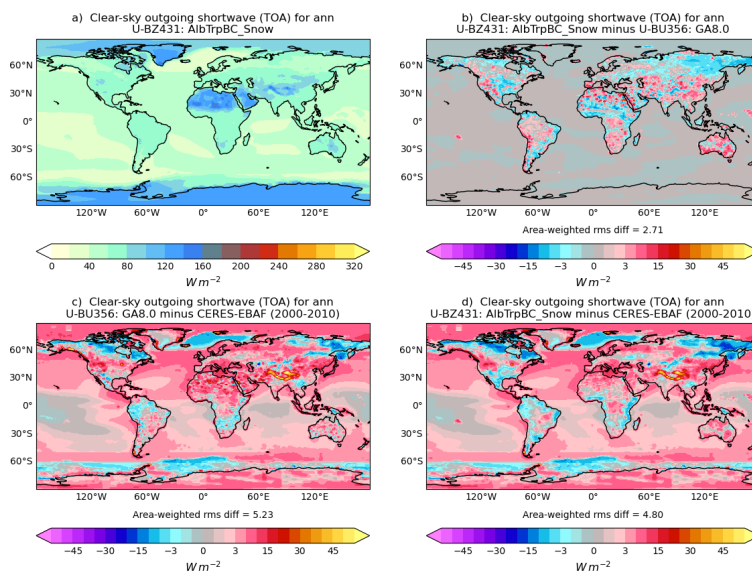 a) Clear-sky outgoing shortwave (TOA) for ann
U-BZ431: AlbTrpBC_Snow
60°N
30°N
0°
30°S
60°S
120°W 60°W 0° 60°E 120°E
0 40 80 120 160 200 240 280 320
W m−2
b) Clear-sky outgoing shortwave (TOA) for ann
U-BZ431: AlbTrpBC_Snow minus U-BU356: GA8.0
60°N
30°N
0°
30°S
60°S
120°W 60°W 0° 60°E 120°E
Area-weighted rms diff = 2.71
−45 −15 −3 0 3 15 30 45
W m−2
c) Clear-sky outgoing shortwave (TOA) for ann
U-BU356: GA8.0 minus CERES-EBAF (2000-2010)
60°N
30°N
0°
30°S
60°S
120°W 60°W 0° 60°E 120°E
Area-weighted rms diff = 5.23
−45 −15 −3 0 3 15 30 45
W m−2
d) Clear-sky outgoing shortwave (TOA) for ann
U-BZ431: AlbTrpBC_Snow minus CERES-EBAF (2000-2010)
60°N
30°N
0°
30°S
60°S
120°W 60°W 0° 60°E 120°E
Area-weighted rms diff = 4.80
−45 −15 −3 0 3 15 30 45
W m−2